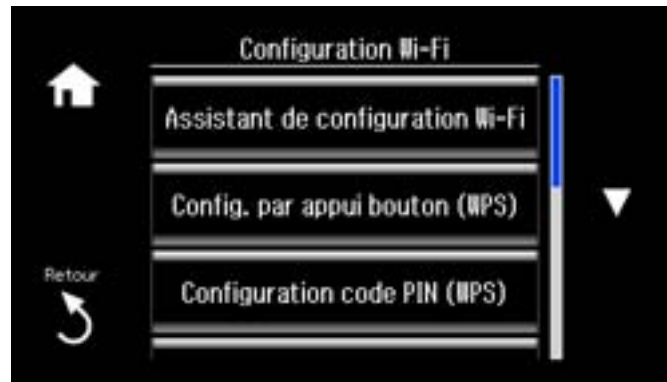 Configuration Wi-Fi
Assistant de configuration Wi-Fi
Config. par appui bouton (WPS)
Retour
Configuration code PIN (WPS)